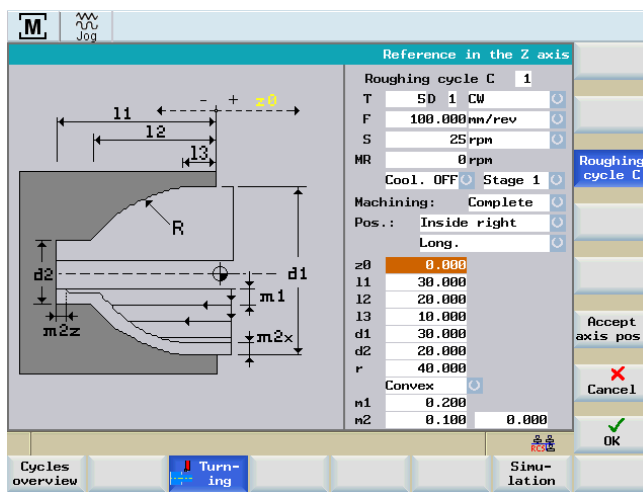 M
Jog
Reference in the Z axis
- + z0
l1
l2
l3
R
d2
d1
m1
m2z
m2x
Roughing cycle C 1
T 5 D 1 CW
F 100.000 mm/rev
S 25 rpm
MR 0 rpm
Cool. OFF Stage 1
Machining: Complete
Pos.: Inside right
Long.
z0 0.000
l1 30.000
l2 20.000
l3 10.000
d1 30.000
d2 20.000
r 40.000
Convex
m1 0.200
m2 0.100 0.000
Roughing
cycle C
Accept
axis pos
Cancel
OK
RCS
Cycles
overview
Turn-
ing
Simu-
lation